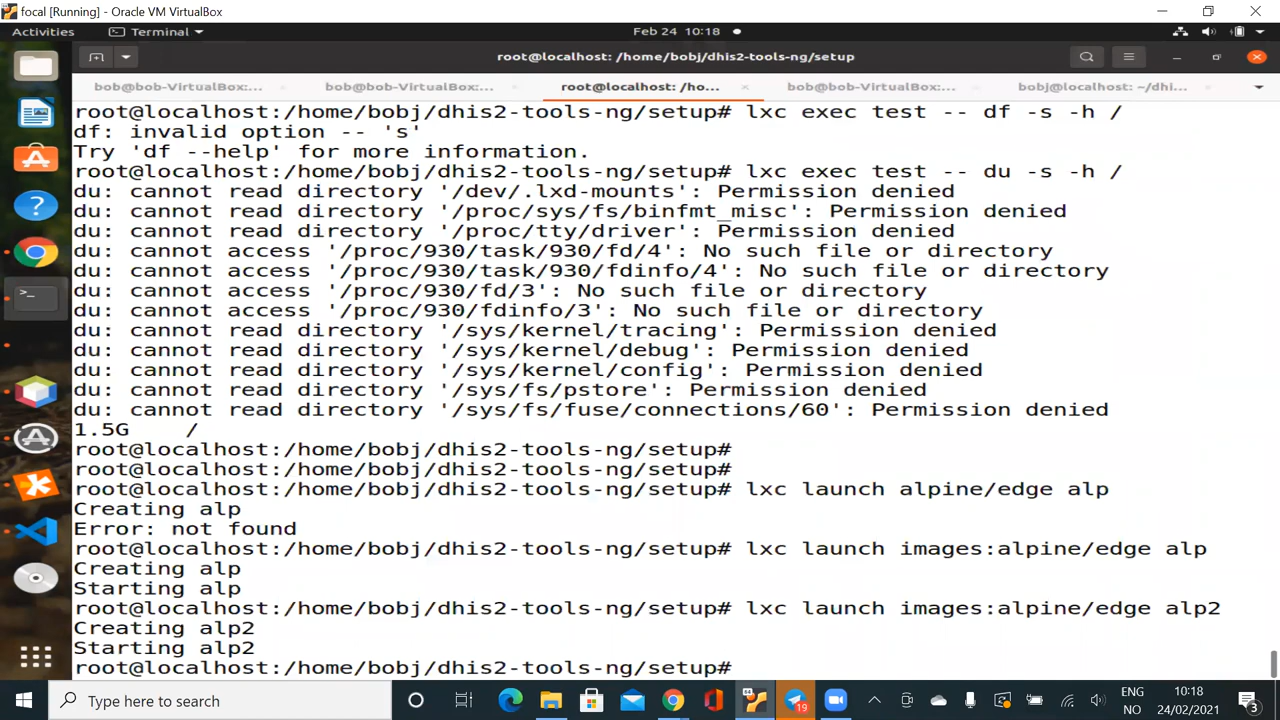 focal [Running] - Oracle VM VirtualBox
Activities
Terminal
Feb 24 10:18
root@localhost: /home/bobj/dhis2-tools-ng/setup
bob@bob-VirtualBox:...
bob@bob-VirtualBox:...
root@localhost: /ho...
bob@bob-VirtualBox:...
bobj@localhost: ~/dhi...
root@localhost:/home/bobj/dhis2-tools-ng/setup# lxc exec test -- df -s -h /
df: invalid option -- 's'
Try 'df --help' for more information.
root@localhost:/home/bobj/dhis2-tools-ng/setup# lxc exec test -- du -s -h /
du: cannot read directory '/dev/.lxd-mounts': Permission denied
du: cannot read directory '/proc/sys/fs/binfmt_misc': Permission denied
du: cannot read directory '/proc/tty/driver': Permission denied
du: cannot access '/proc/930/task/930/fd/4': No such file or directory
du: cannot access '/proc/930/task/930/fdinfo/4': No such file or directory
du: cannot access '/proc/930/fd/3': No such file or directory
du: cannot access '/proc/930/fdinfo/3': No such file or directory
du: cannot read directory '/sys/kernel/tracing': Permission denied
du: cannot read directory '/sys/kernel/debug': Permission denied
du: cannot read directory '/sys/kernel/config': Permission denied
du: cannot read directory '/sys/fs/pstore': Permission denied
du: cannot read directory '/sys/fs/fuse/connections/60': Permission denied
1.5G    /
root@localhost:/home/bobj/dhis2-tools-ng/setup#
root@localhost:/home/bobj/dhis2-tools-ng/setup#
root@localhost:/home/bobj/dhis2-tools-ng/setup# lxc launch alpine/edge alp
Creating alp
Error: not found
root@localhost:/home/bobj/dhis2-tools-ng/setup# lxc launch images:alpine/edge alp
Creating alp
Starting alp
root@localhost:/home/bobj/dhis2-tools-ng/setup# lxc launch images:alpine/edge alp2
Creating alp2
Starting alp2
root@localhost:/home/bobj/dhis2-tools-ng/setup#
Type here to search
19
ENG
NO
10:18
24/02/2021
3